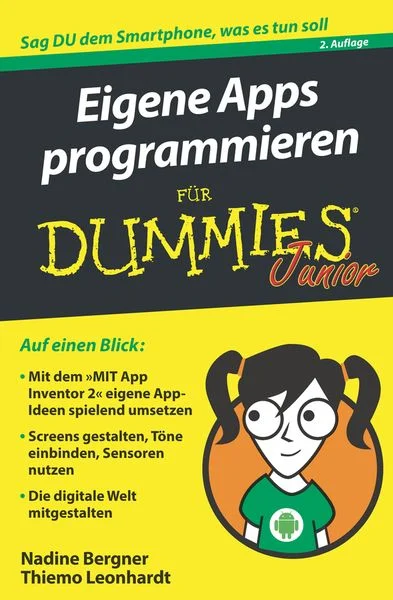 Sag DU dem Smartphone, was es tun soll
2. Auflage
Eigene Apps
programmieren
FÜR
DUMMIES®
Junior
Auf einen Blick:
• Mit dem »MIT App
Inventor 2« eigene App-
Ideen spielend umsetzen
• Screens gestalten, Töne
einbinden, Sensoren
nutzen
• Die digitale Welt
mitgestalten
Nadine Bergner
Thiemo Leonhardt